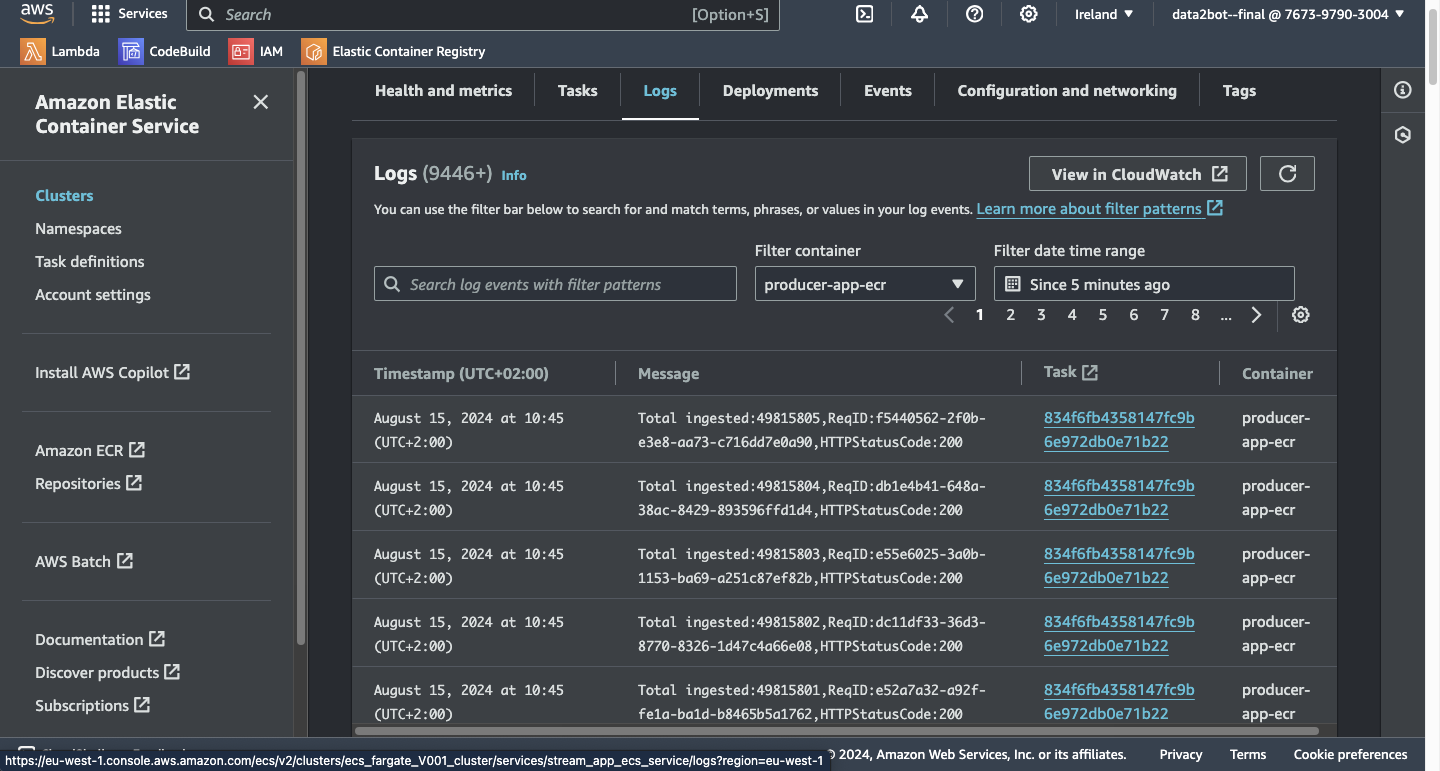 aws
Services
Search
[Option+S]
Ireland
data2bot--final @ 7673-9790-3004
Lambda
CodeBuild
IAM
Elastic Container Registry
Amazon Elastic
Container Service
Clusters
Namespaces
Task definitions
Account settings
Install AWS Copilot
Amazon ECR
Repositories
AWS Batch
Documentation
Discover products
Subscriptions
Health and metrics
Tasks
Logs
Deployments
Events
Configuration and networking
Tags
Logs (9446+) Info
View in CloudWatch
You can use the filter bar below to search for and match terms, phrases, or values in your log events. Learn more about filter patterns
Filter container
Filter date time range
Search log events with filter patterns
producer-app-ecr
Since 5 minutes ago
1 2 3 4 5 6 7 8 ...
Timestamp (UTC+02:00)
Message
Task
Container
August 15, 2024 at 10:45
(UTC+2:00)
Total ingested:49815805,ReqID:f5440562-2f0b-
e3e8-aa73-c716dd7e0a90,HTTPStatusCode:200
834f6fb4358147fc9b
6e972db0e71b22
producer-
app-ecr
August 15, 2024 at 10:45
(UTC+2:00)
Total ingested:49815804,ReqID:db1e4b41-648a-
38ac-8429-893596ffd1d4,HTTPStatusCode:200
834f6fb4358147fc9b
6e972db0e71b22
producer-
app-ecr
August 15, 2024 at 10:45
(UTC+2:00)
Total ingested:49815803,ReqID:e55e6025-3a0b-
1153-ba69-a251c87ef82b,HTTPStatusCode:200
834f6fb4358147fc9b
6e972db0e71b22
producer-
app-ecr
August 15, 2024 at 10:45
(UTC+2:00)
Total ingested:49815802,ReqID:dc11df33-36d3-
8770-8326-1d47c4a66e08,HTTPStatusCode:200
834f6fb4358147fc9b
6e972db0e71b22
producer-
app-ecr
August 15, 2024 at 10:45
(UTC+2:00)
Total ingested:49815801,ReqID:e52a7a32-a92f-
fe1a-ba1d-b8465b5a1762,HTTPStatusCode:200
834f6fb4358147fc9b
6e972db0e71b22
producer-
app-ecr
© 2024, Amazon Web Services, Inc. or its affiliates.
Privacy
Terms
Cookie preferences
https://eu-west-1.console.aws.amazon.com/ecs/v2/clusters/ecs_fargate_V001_cluster/services/stream_app_ecs_service/logs?region=eu-west-1